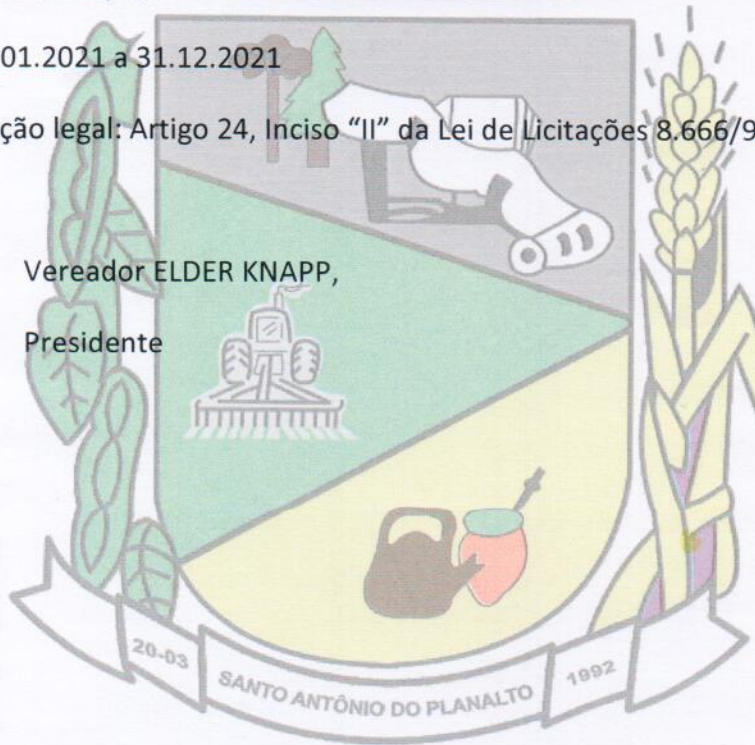 01.2021 a 31.12.2021
ção legal: Artigo 24, Inciso “II” da Lei de Licitações 8.666/9
Vereador ELDER KNAPP,
Presidente
20-03
SANTO ANTÔNIO DO PLANALTO
1992